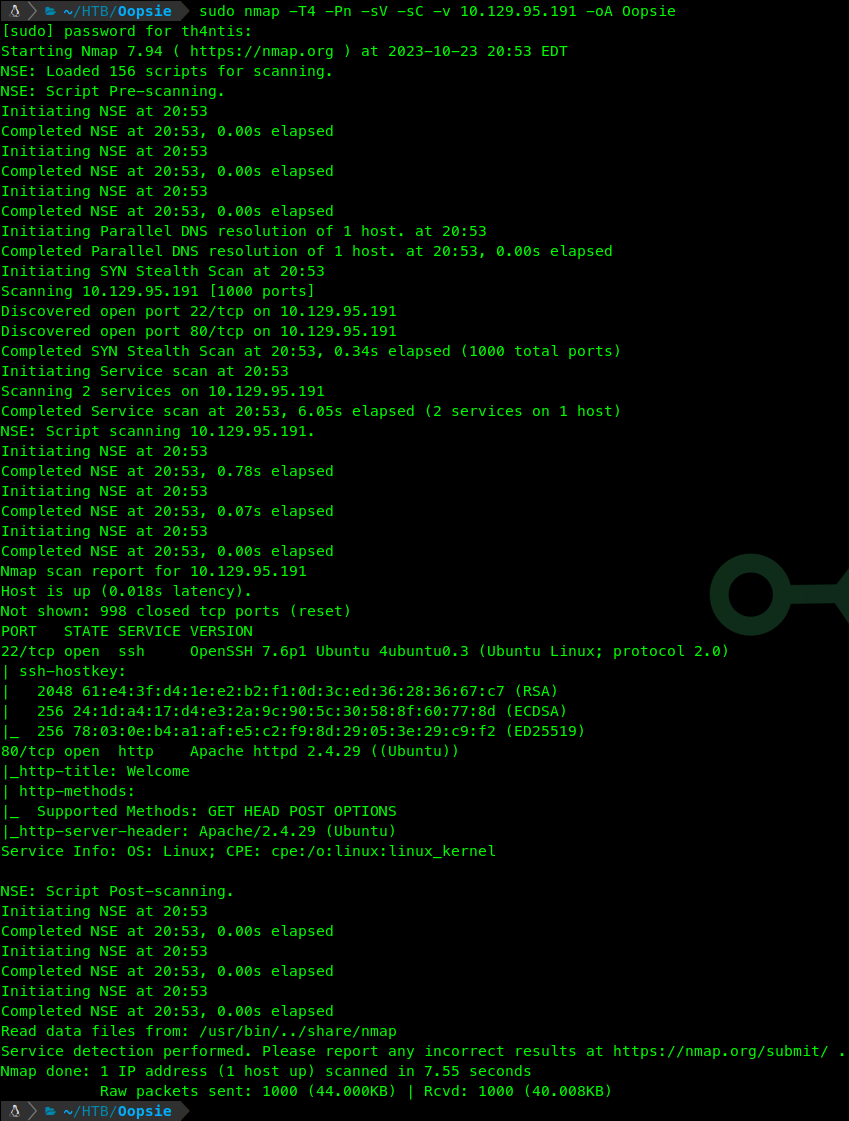 ~/HTB/Oopsie sudo nmap -T4 -Pn -sV -sC -v 10.129.95.191 -oA Oopsie
[sudo] password for th4ntis:
Starting Nmap 7.94 ( https://nmap.org ) at 2023-10-23 20:53 EDT
NSE: Loaded 156 scripts for scanning.
NSE: Script Pre-scanning.
Initiating NSE at 20:53
Completed NSE at 20:53, 0.00s elapsed
Initiating NSE at 20:53
Completed NSE at 20:53, 0.00s elapsed
Initiating NSE at 20:53
Completed NSE at 20:53, 0.00s elapsed
Initiating Parallel DNS resolution of 1 host. at 20:53
Completed Parallel DNS resolution of 1 host. at 20:53, 0.00s elapsed
Initiating SYN Stealth Scan at 20:53
Scanning 10.129.95.191 [1000 ports]
Discovered open port 22/tcp on 10.129.95.191
Discovered open port 80/tcp on 10.129.95.191
Completed SYN Stealth Scan at 20:53, 0.34s elapsed (1000 total ports)
Initiating Service scan at 20:53
Scanning 2 services on 10.129.95.191
Completed Service scan at 20:53, 6.05s elapsed (2 services on 1 host)
NSE: Script scanning 10.129.95.191.
Initiating NSE at 20:53
Completed NSE at 20:53, 0.78s elapsed
Initiating NSE at 20:53
Completed NSE at 20:53, 0.07s elapsed
Initiating NSE at 20:53
Completed NSE at 20:53, 0.00s elapsed
Nmap scan report for 10.129.95.191
Host is up (0.018s latency).
Not shown: 998 closed tcp ports (reset)
PORT   STATE SERVICE VERSION
22/tcp open  ssh     OpenSSH 7.6p1 Ubuntu 4ubuntu0.3 (Ubuntu Linux; protocol 2.0)
| ssh-hostkey:
|   2048 61:e4:3f:d4:1e:e2:b2:f1:0d:3c:ed:36:28:36:67:c7 (RSA)
|   256 24:1d:a4:17:d4:e3:2a:9c:90:5c:30:58:8f:60:77:8d (ECDSA)
|_  256 78:03:0e:b4:a1:af:e5:c2:f9:8d:29:05:3e:29:c9:f2 (ED25519)
80/tcp open  http    Apache httpd 2.4.29 ((Ubuntu))
|_http-title: Welcome
| http-methods:
|_  Supported Methods: GET HEAD POST OPTIONS
|_http-server-header: Apache/2.4.29 (Ubuntu)
Service Info: OS: Linux; CPE: cpe:/o:linux:linux_kernel
NSE: Script Post-scanning.
Initiating NSE at 20:53
Completed NSE at 20:53, 0.00s elapsed
Initiating NSE at 20:53
Completed NSE at 20:53, 0.00s elapsed
Initiating NSE at 20:53
Completed NSE at 20:53, 0.00s elapsed
Read data files from: /usr/bin/../share/nmap
Service detection performed. Please report any incorrect results at https://nmap.org/submit/ .
Nmap done: 1 IP address (1 host up) scanned in 7.55 seconds
           Raw packets sent: 1000 (44.000KB) | Rcvd: 1000 (40.008KB)
~/HTB/Oopsie